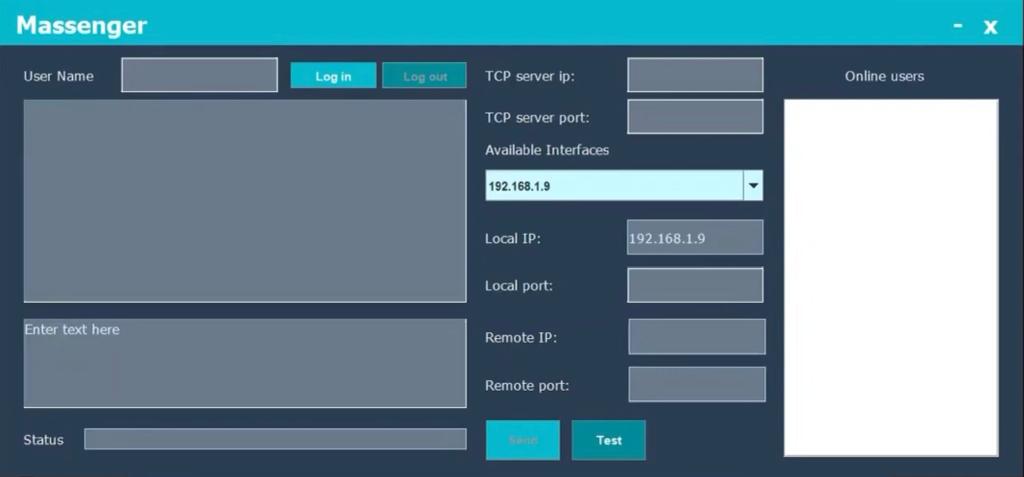 Massenger
- x
User Name
Log in
Log out
TCP server ip:
Online users
TCP server port:
Available Interfaces
192.168.1.9
Local IP:
192.168.1.9
Local port:
Enter text here
Remote IP:
Remote port:
Status
Send
Test